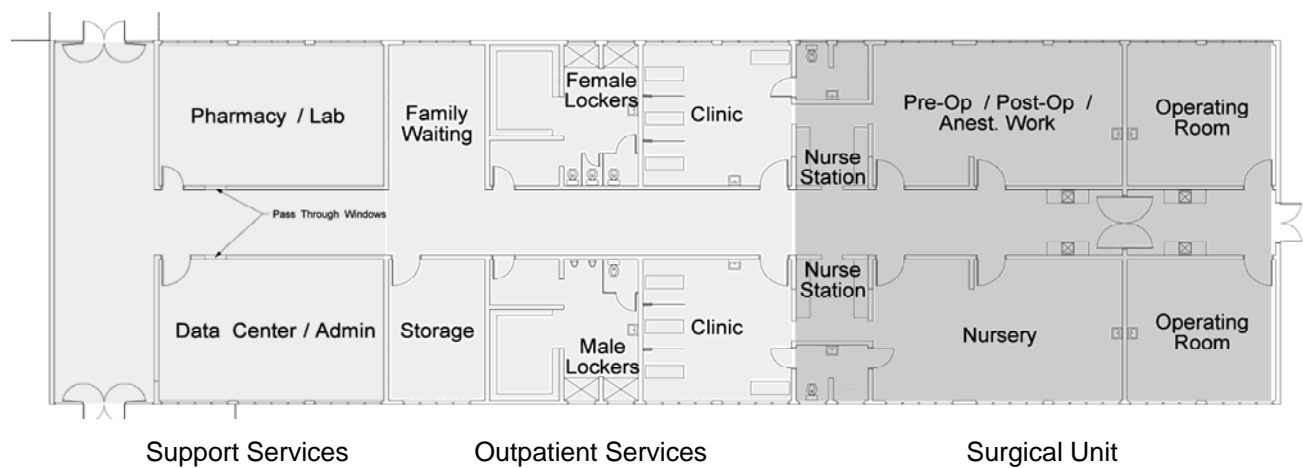 Pharmacy / Lab
Family
Waiting
Female
Lockers
Clinic
Nurse
Station
Pre-Op / Post-Op /
Anest. Work
Operating
Room
Pass Through Windows
Data Center / Admin
Storage
Male
Lockers
Clinic
Nurse
Station
Nursery
Operating
Room
Support Services
Outpatient Services
Surgical Unit